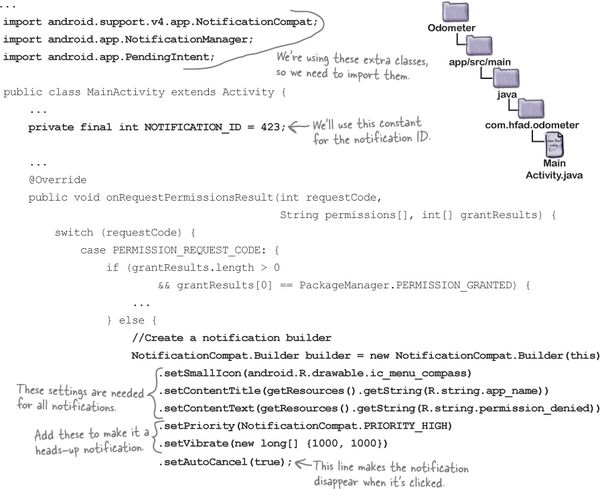 ...
import android.support.v4.app.NotificationCompat;
import android.app.NotificationManager;
import android.app.PendingIntent;
We're using these extra classes,
so we need to import them.
Odometer
app/src/main
java
com.hfad.odometer
Main
Activity.java
public class MainActivity extends Activity {
...
private final int NOTIFICATION_ID = 423;
We'll use this constant
for the notification ID.
...
@Override
public void onRequestPermissionsResult(int requestCode,
String permissions[], int[] grantResults) {
switch (requestCode) {
case PERMISSION_REQUEST_CODE: {
if (grantResults.length > 0
&& grantResults[0] == PackageManager.PERMISSION_GRANTED) {
...
} else {
//Create a notification builder
NotificationCompat.Builder builder = new NotificationCompat.Builder(this)
.setSmallIcon(android.R.drawable.ic_menu_compass)
.setContentTitle(getResources().getString(R.string.app_name))
.setContentText(getResources().getString(R.string.permission_denied))
These settings are needed
for all notifications.
.setPriority(NotificationCompat.PRIORITY_HIGH)
.setVibrate(new long[] {1000, 1000})
Add these to make it a
heads-up notification.
.setAutoCancel(true);
This line makes the notification
disappear when it's clicked.